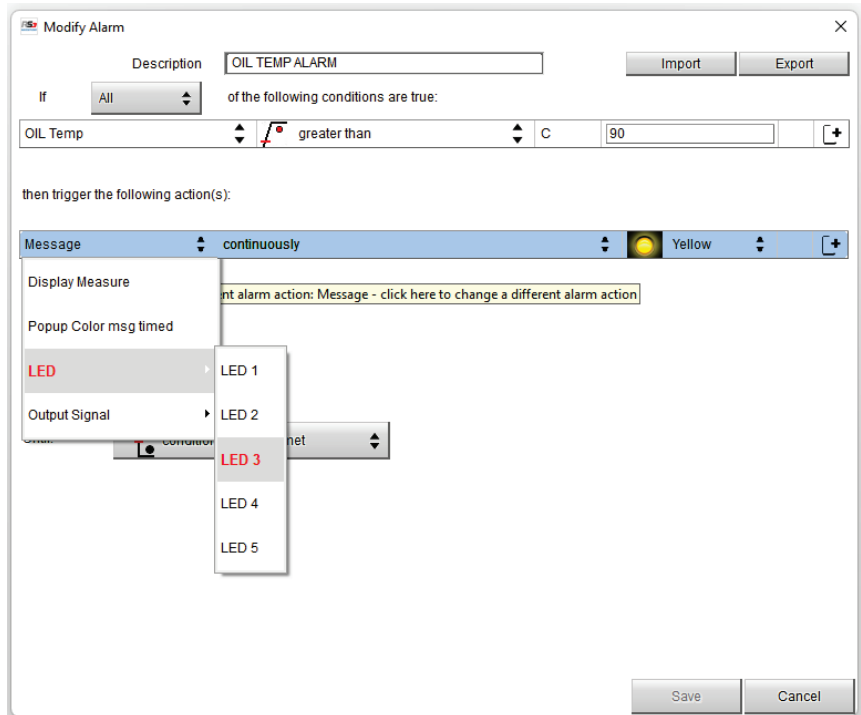 RS3 Modify Alarm
Description OIL TEMP ALARM Import Export
If All of the following conditions are true:
OIL Temp greater than C 90
then trigger the following action(s):
Message continuously Yellow
Display Measure
nt alarm action: Message - click here to change a different alarm action
Popup Color msg timed
LED LED 1
Output Signal LED 2
condition net
LED 3
LED 4
LED 5
Save Cancel